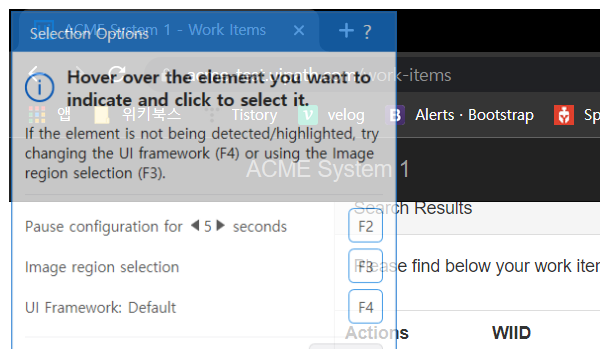 ACME System 1 - Work Items
Selection Options
?
/work-items
Hover over the element you want to
indicate and click to select it.
앱
위키북스
Tistory
velog
B
Alerts · Bootstrap
Sp
If the element is not being detected/highlighted, try
changing the UI framework (F4) or using the Image
region selection (F3).
ACME System 1
Pause configuration for 5 seconds
F2
Search Results
Image region selection
F3
Please find below your work iter
UI Framework: Default
F4
Actions
WIID